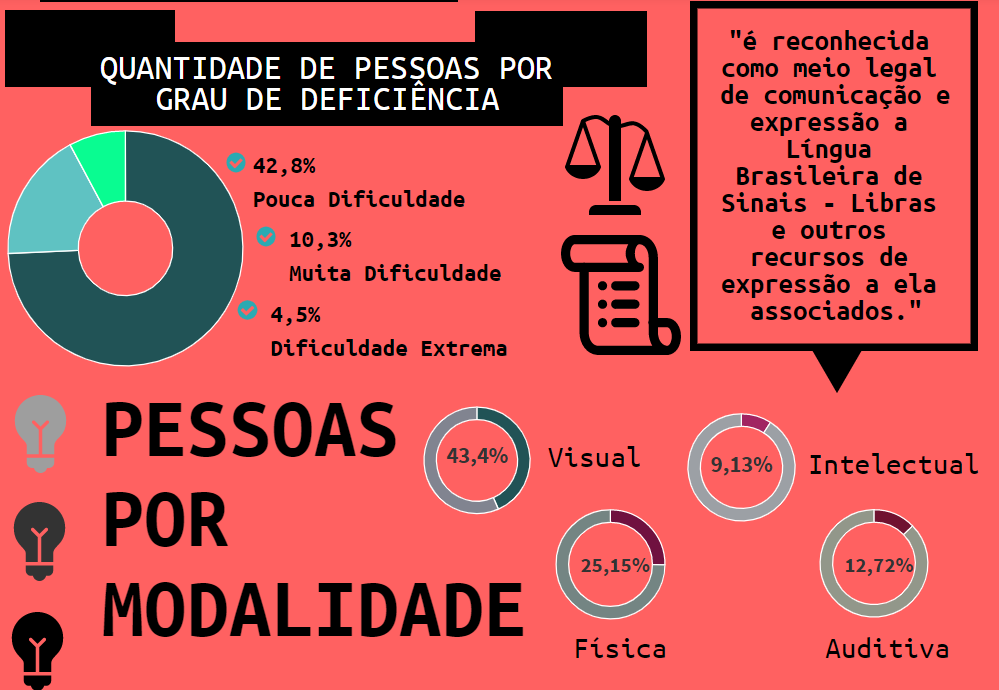 QUANTIDADE DE PESSOAS POR
GRAU DE DEFICIÊNCIA
42,8%
Pouca Dificuldade
10,3%
Muita Dificuldade
4,5%
Dificuldade Extrema
"é reconhecida
como meio legal
de comunicação e
expressão a
Língua
Brasileira de
Sinais - Libras
e outros
recursos de
expressão a ela
associados."
PESSOAS
POR
MODALIDADE
43,4%
Visual
9,13%
Intelectual
25,15%
Física
12,72%
Auditiva